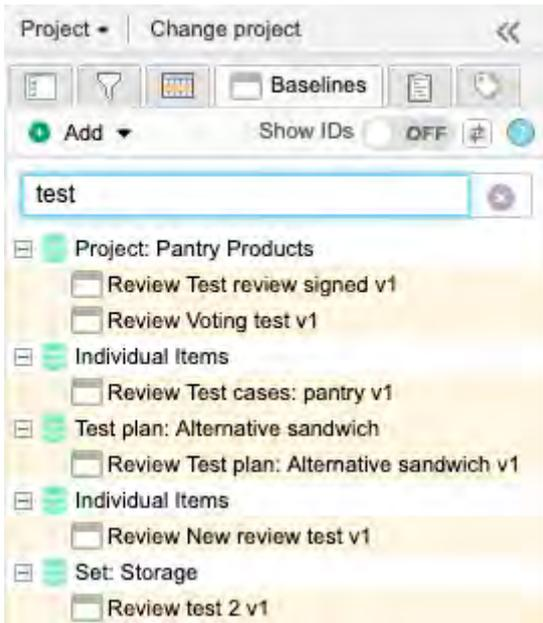 Project Change project
Baselines
Add Show IDs OFF
test
Project: Pantry Products
Review Test review signed v1
Review Voting test v1
Individual Items
Review Test cases: pantry v1
Test plan: Alternative sandwich
Review Test plan: Alternative sandwich v1
Individual Items
Review New review test v1
Set: Storage
Review test 2 v1